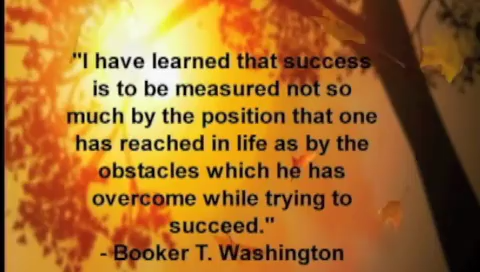 "I have learned that success
is to be measured not so
much by the position that one
has reached in life as by the
obstacles which he has
overcome while trying to
succeed."
- Booker T. Washington